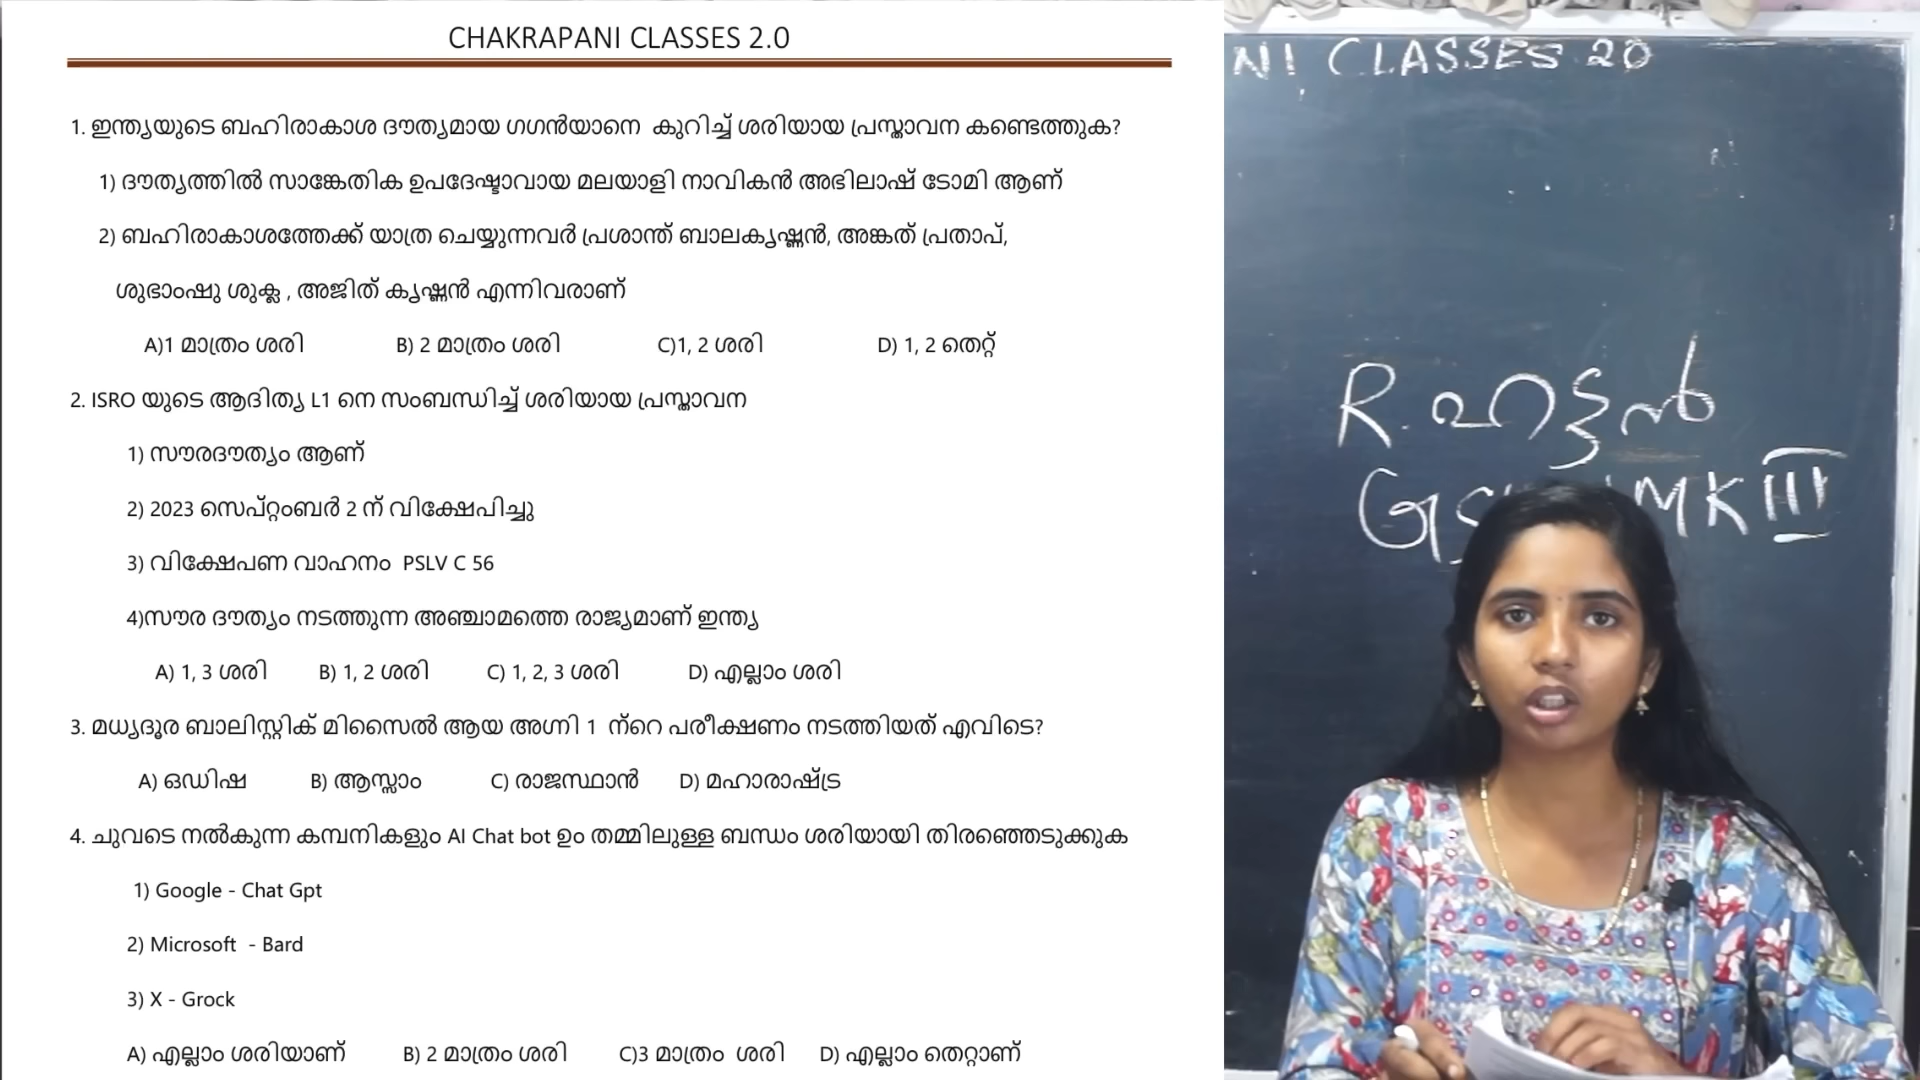 CHAKRAPANI CLASSES 2.0
1. ഇന്ത്യയുടെ ബഹിരാകാശ ദൗത്യമായ ഗഗൻയാനെ കുറിച്ച് ശരിയായ പ്രസ്താവന കണ്ടെത്തുക?
1) ദൗത്യത്തിൽ സാങ്കേതിക ഉപദേഷ്ടാവായ മലയാളി നാവികൻ അഭിലാഷ് ടോമി ആണ്
2) ബഹിരാകാശത്തേക്ക് യാത്ര ചെയ്യുന്നവർ പ്രശാന്ത് ബാലകൃഷ്ണൻ, അങ്കത് പ്രതാപ്,
ശുഭാംഷു ശുക്ല , അജിത് കൃഷ്ണൻ എന്നിവരാണ്
A)1 മാത്രം ശരി B) 2 മാത്രം ശരി C)1, 2 ശരി D) 1, 2 തെറ്റ്
2. ISRO യുടെ ആദിത്യ L1 നെ സംബന്ധിച്ച് ശരിയായ പ്രസ്താവന
1) സൗരദൗത്യം ആണ്
2) 2023 സെപ്റ്റംബർ 2 ന് വിക്ഷേപിച്ചു
3) വിക്ഷേപണ വാഹനം PSLV C 56
4)സൗര ദൗത്യം നടത്തുന്ന അഞ്ചാമത്തെ രാജ്യമാണ് ഇന്ത്യ
A) 1, 3 ശരി B) 1, 2 ശരി C) 1, 2, 3 ശരി D) എല്ലാം ശരി
3. മധ്യദൂര ബാലിസ്റ്റിക് മിസൈൽ ആയ അഗ്നി 1 ന്റെ പരീക്ഷണം നടത്തിയത് എവിടെ?
A) ഒഡിഷ B) ആസ്സാം C) രാജസ്ഥാൻ D) മഹാരാഷ്ട്ര
4. ചുവടെ നൽകുന്ന കമ്പനികളും AI Chat bot ഉം തമ്മിലുള്ള ബന്ധം ശരിയായി തിരഞ്ഞെടുക്കുക
1) Google - Chat Gpt
2) Microsoft - Bard
3) X - Grock
A) എല്ലാം ശരിയാണ് B) 2 മാത്രം ശരി C)3 മാത്രം ശരി D) എല്ലാം തെറ്റാണ്
NI CLASSES 20
R. ഹട്ടൻ
MK III